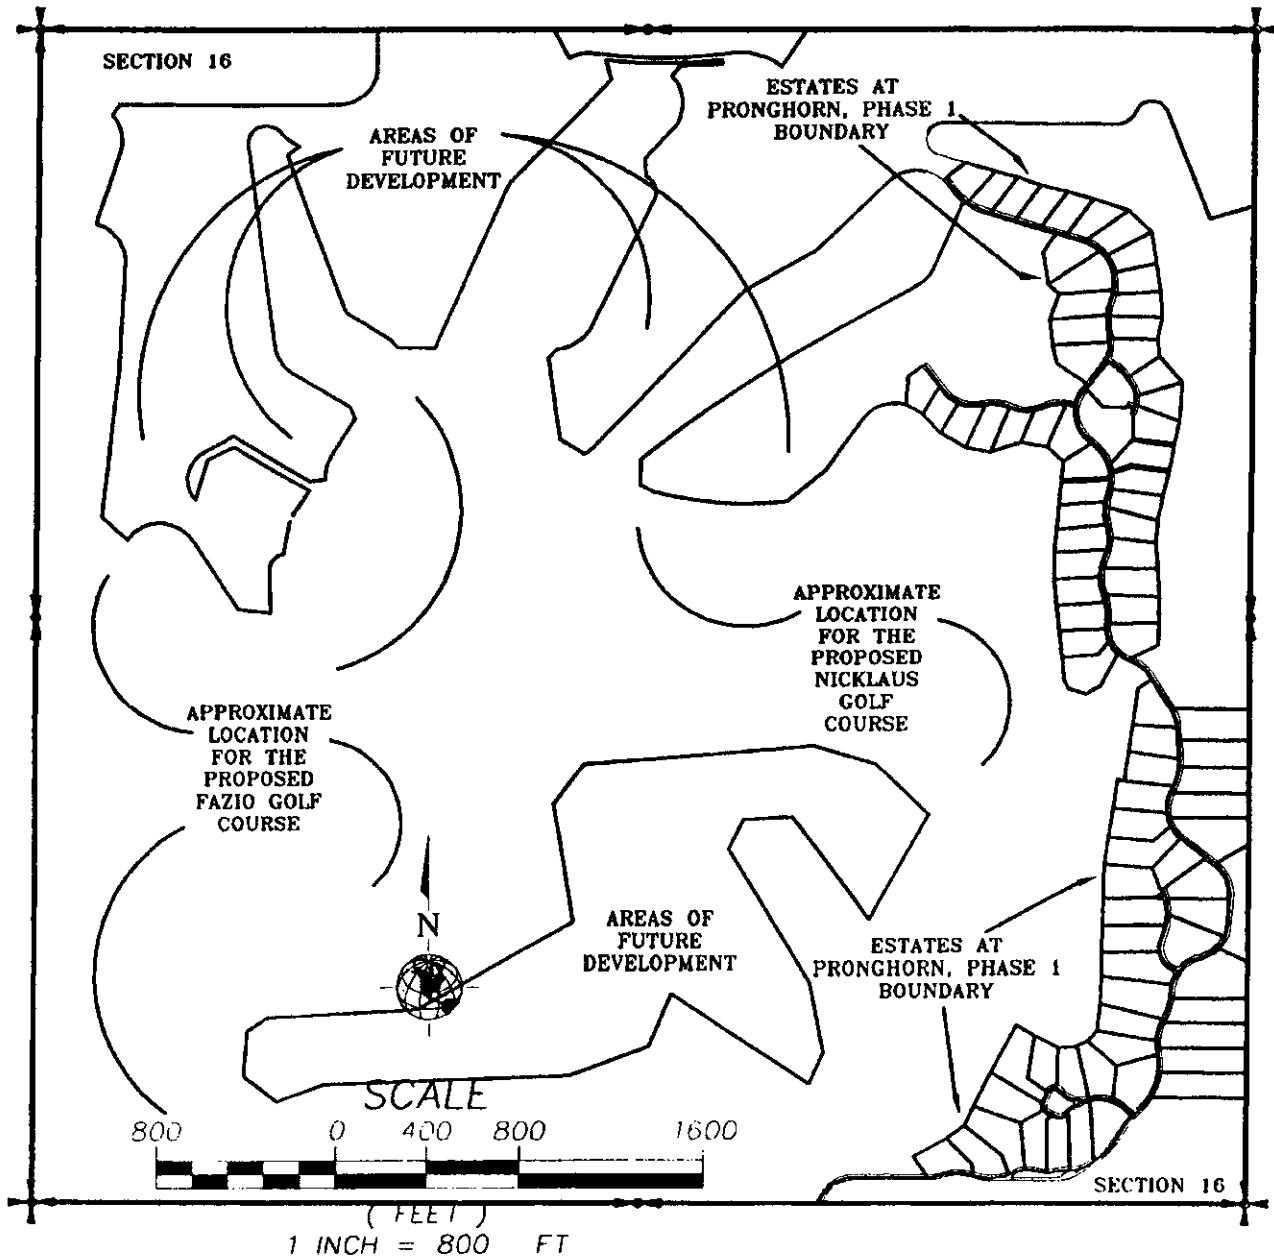 SECTION 16
ESTATES AT
PRONGHORN, PHASE 1
BOUNDARY
AREAS OF
FUTURE
DEVELOPMENT
APPROXIMATE
LOCATION
FOR THE
PROPOSED
NICKLAUS
GOLF
COURSE
APPROXIMATE
LOCATION
FOR THE
PROPOSED
FAZIO GOLF
COURSE
N
AREAS OF
FUTURE
DEVELOPMENT
ESTATES AT
PRONGHORN, PHASE 1
BOUNDARY
SCALE
800 0 400 800 1600
SECTION 16
( FEET )
1 INCH = 800 FT